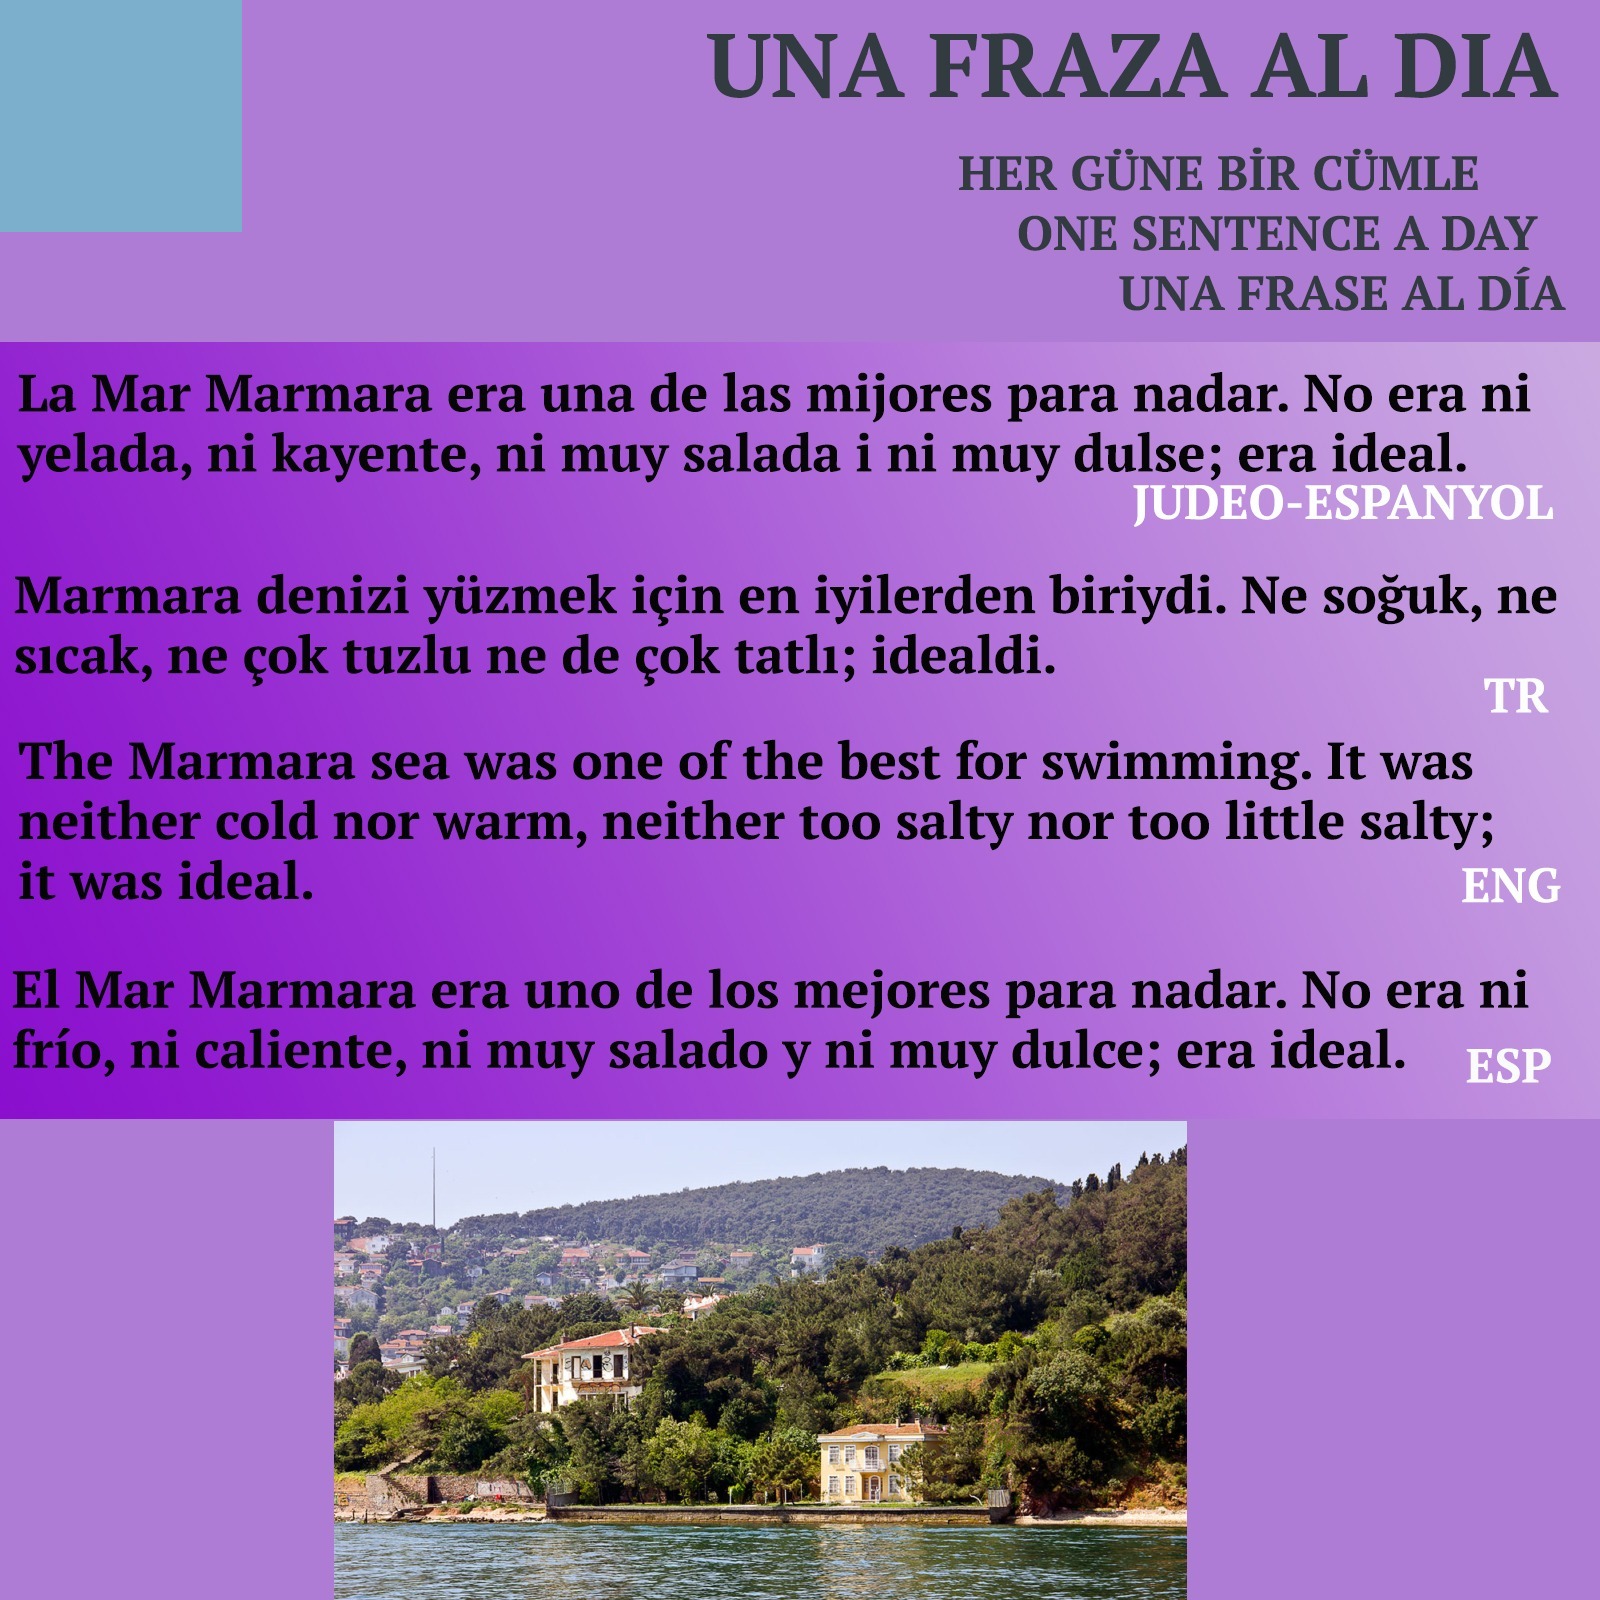 UNA FRAZA AL DIA
HER GÜNE BİR CÜMLE
ONE SENTENCE A DAY
UNA FRASE AL DÍA
La Mar Marmara era una de las mijores para nadar. No era ni
yelada, ni kayente, ni muy salada i ni muy dulse; era ideal.
JUDEO-ESPANYOL
Marmara denizi yüzmek için en iyilerden biriydi. Ne soğuk, ne
sıcak, ne çok tuzlu ne de çok tatlı; idealdi.
TR
The Marmara sea was one of the best for swimming. It was
neither cold nor warm, neither too salty nor too little salty;
it was ideal.
ENG
El Mar Marmara era uno de los mejores para nadar. No era ni
frío, ni caliente, ni muy salado y ni muy dulce; era ideal.
ESP